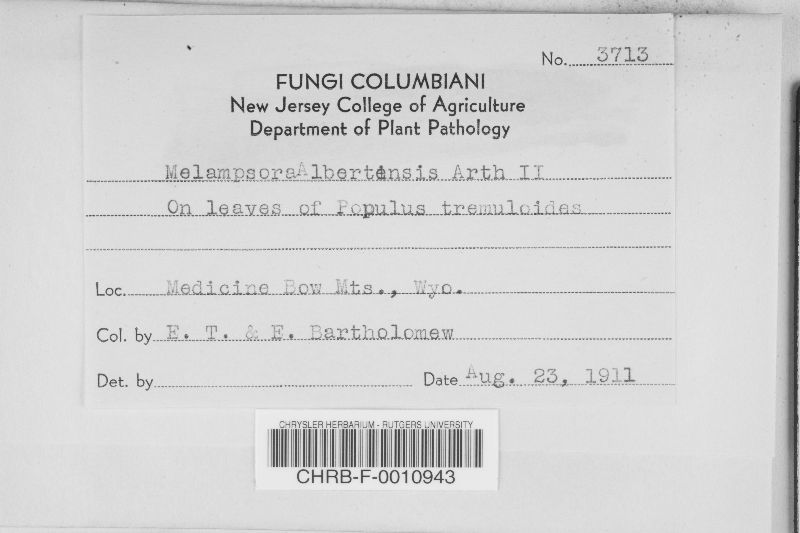 No. 3713
FUNGI COLUMBIANI
New Jersey College of Agriculture
Department of Plant Pathology
Melampsora Albertensis Arth II
On leaves of Populus tremuloides
Loc. Medicine Bow Mts., Wyo.
Col. by E. T. & E. Bartholomew
Det. by
Date Aug. 23, 1911
CHRYSLER HERBARIUM - RUTGERS UNIVERSITY
CHRB-F-0010943